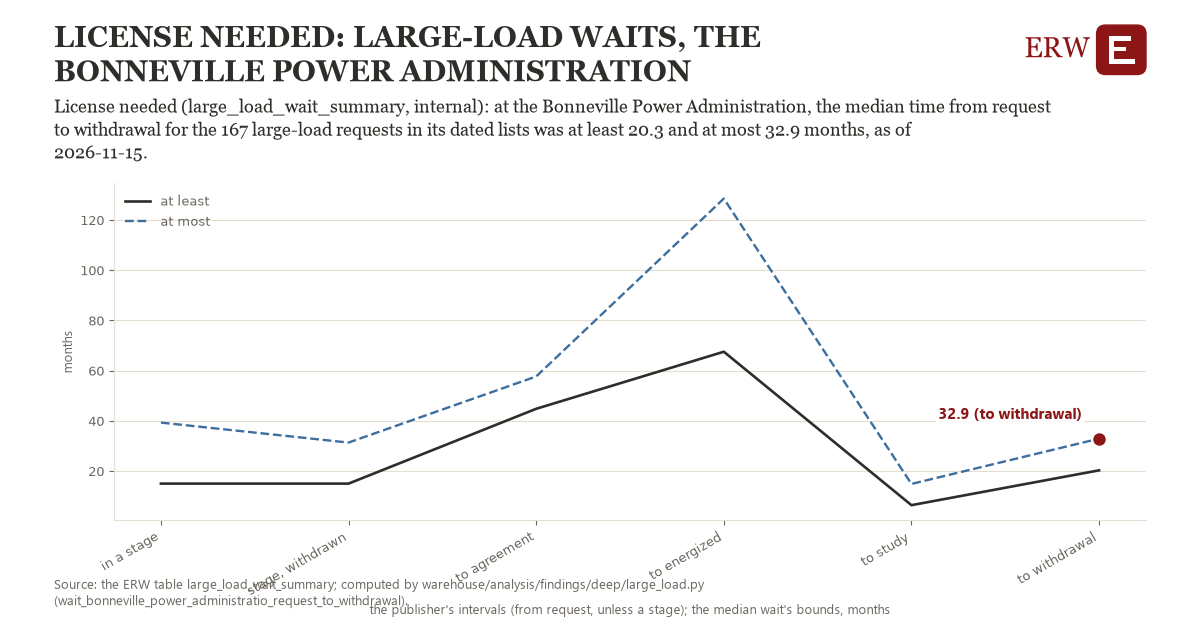 LICENSE NEEDED: LARGE-LOAD WAITS, THE
BONNEVILLE POWER ADMINISTRATION
ERW E
License needed (large_load_wait_summary, internal): at the Bonneville Power Administration, the median time from request
to withdrawal for the 167 large-load requests in its dated lists was at least 20.3 and at most 32.9 months, as of
2026-11-15.
at least
at most
120
100
80
60
40
20
months
32.9 (to withdrawal)
in a stage
stage, withdrawn
to agreement
to energized
to study
to withdrawal
Source: the ERW table large_load_wait_summary; computed by warehouse/analysis/findings/deep/large_load.py
(wait_bonneville_power_administratio_request_to_withdrawal).
the publisher's intervals (from request, unless a stage); the median wait's bounds, months